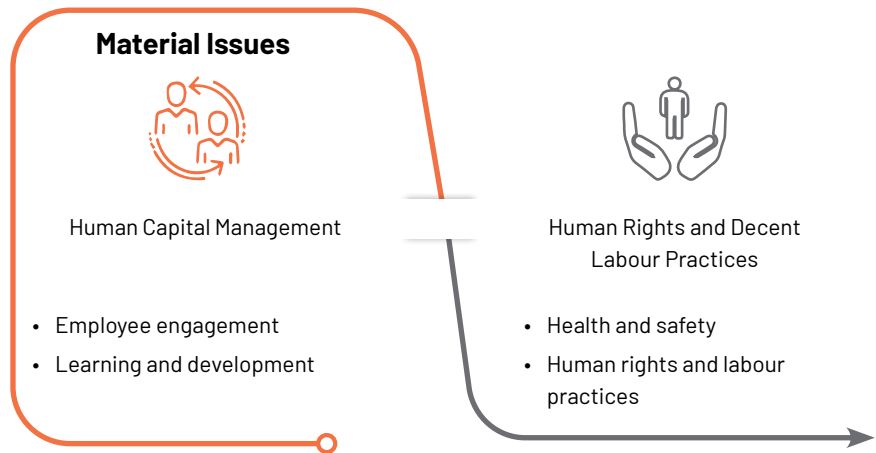 Material Issues
Human Capital Management
• Employee engagement
• Learning and development
Human Rights and Decent
Labour Practices
• Health and safety
• Human rights and labour
practices